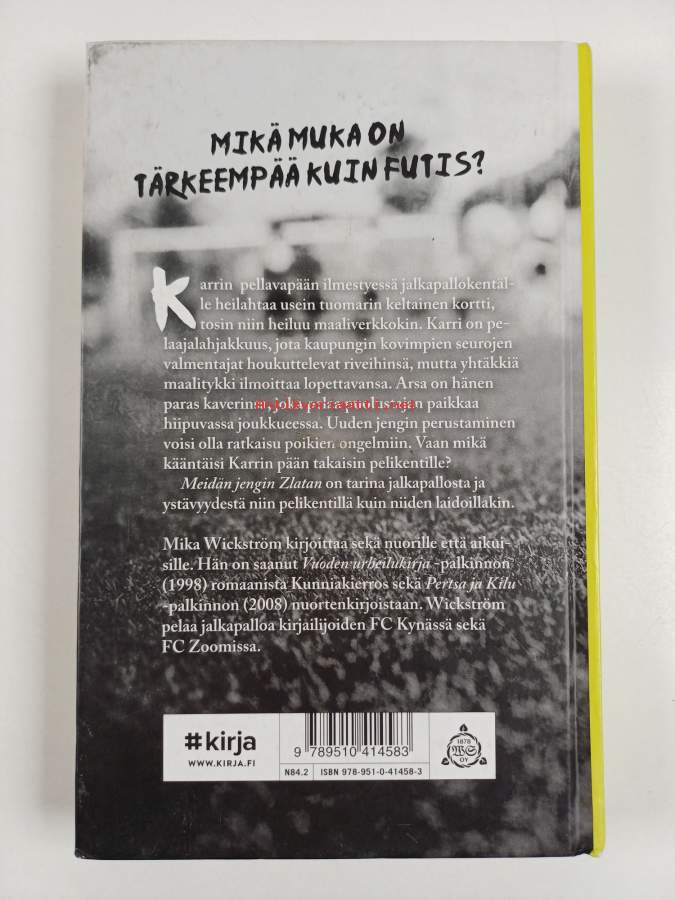 MIKÄ MUKA ON
TÄRKEEMPÄÄ KUIN FUTIS?
Karrin pellavapään ilmestyessä jalkapallokentäl-
le heilahtaa usein tuomarin keltainen kortti,
tosin niin heiluu maaliverkkokin. Karri on pe-
laajalahjakkuus, jota kaupungin kovimpien seurojen
valmentajat houkuttelevat riveihinsä, mutta yhtäkkiä
maalitykki ilmoittaa lopettavansa. Arsa on hänen
paras kaverinsa, joka pelaa edustajan paikkaa
hiipuvassa joukkueessa. Uuden jengin perustaminen
voisi olla ratkaisu poikien ongelmiin. Vaan mikä
kääntäisi Karrin pään takaisin pelikentille?
Meidän jengin Zlatan on tarina jalkapallosta ja
ystävyydestä niin pelikentillä kuin niiden laidoillakin.
Mika Wickström kirjoittaa sekä nuorille että aikui-
sille. Hän on saanut Vuoden urheilukirja -palkinnon
(1998) romaanista Kunniakierros sekä Pertsa ja Kilu
-palkinnon (2008) nuortenkirjoistaan. Wickström
pelaa jalkapalloa kirjailijoiden FC Kynässä sekä
FC Zoomissa.
#kirja
WWW.KIRJA.FI
9 789510 414583
N84.2
ISBN 978-951-0-41458-3
1878
WS
OY